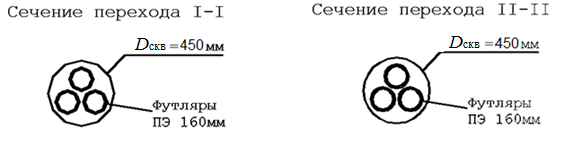 Сечение перехода I-I
Dскв =450мм
Футляры
ПЭ 160мм
Сечение перехода II-II
Dскв =450мм
Футляры
ПЭ 160мм